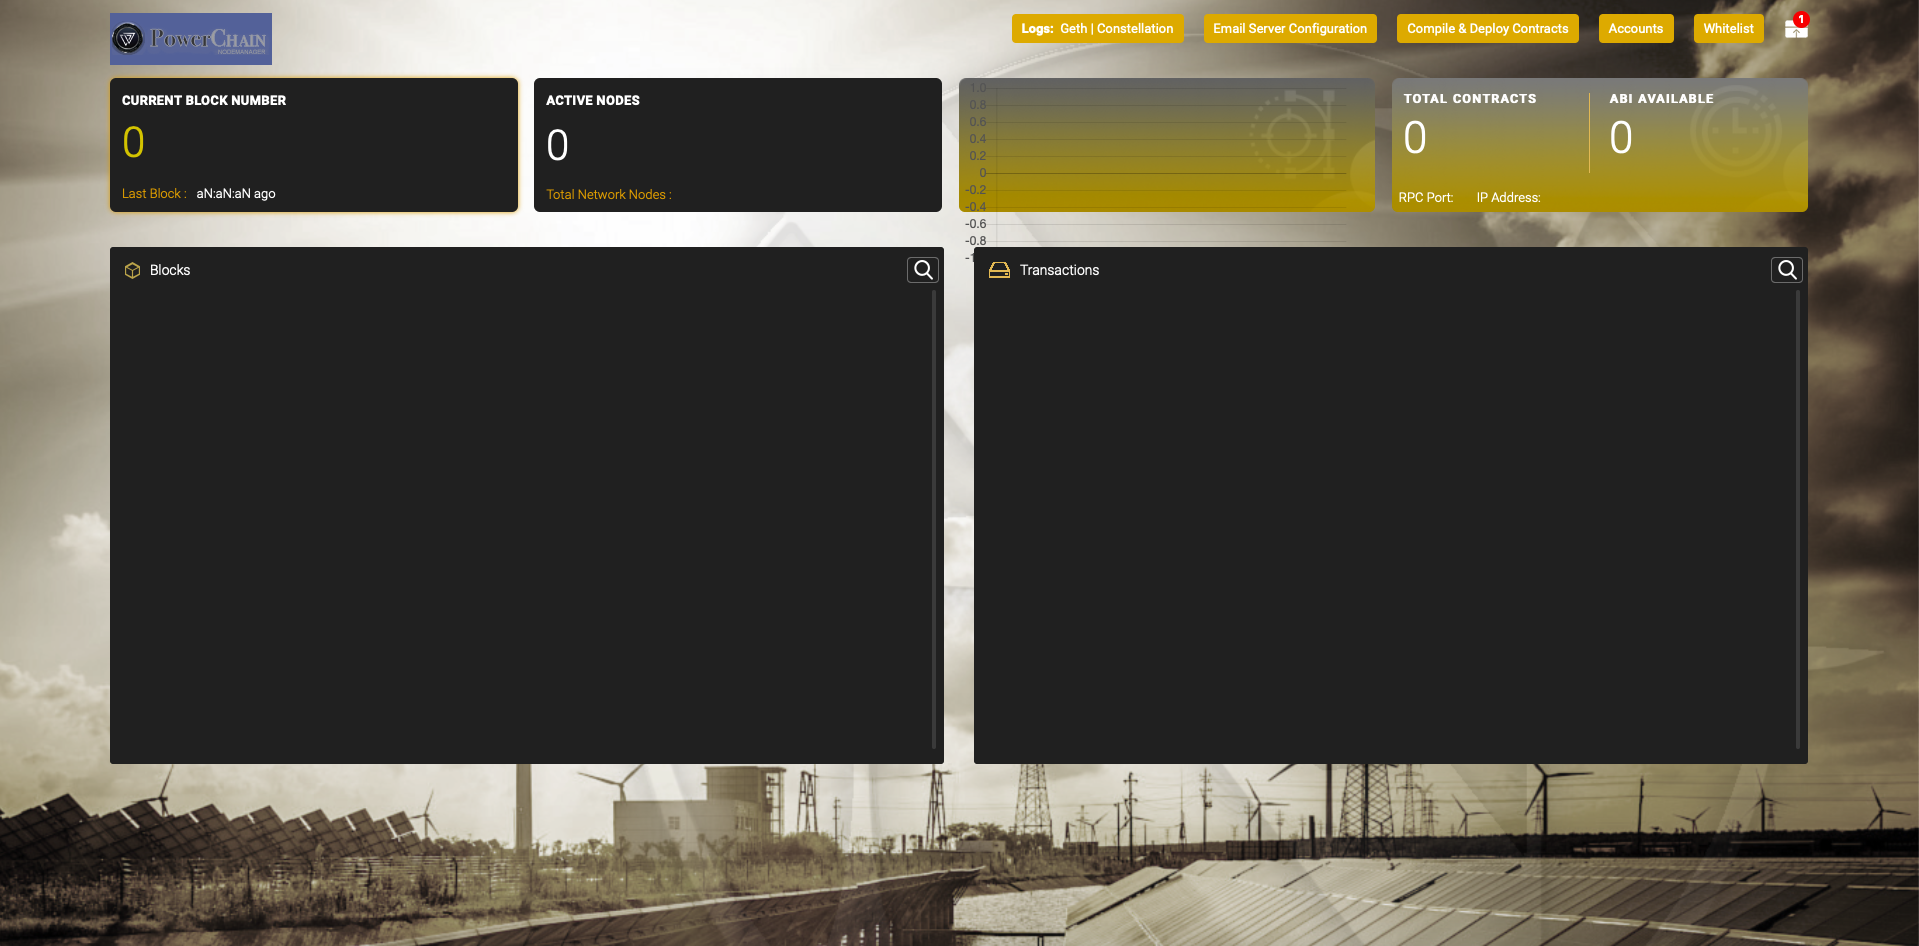 PowerChain
NODEMANAGER
Logs: Geth | Constellation
Email Server Configuration
Compile & Deploy Contracts
Accounts
Whitelist
1
CURRENT BLOCK NUMBER
0
Last Block : aN:aN:aN ago
ACTIVE NODES
0
Total Network Nodes :
1.0
0.8
0.6
0.4
0.2
0
-0.2
-0.4
-0.6
-0.8
TOTAL CONTRACTS
0
ABI AVAILABLE
0
RPC Port: IP Address:
Blocks
Transactions